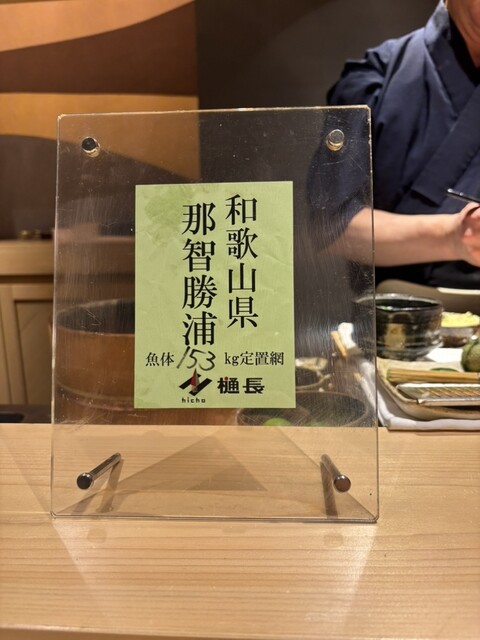 和歌山県
那智勝浦
魚体153kg定置網
樋長
hicho